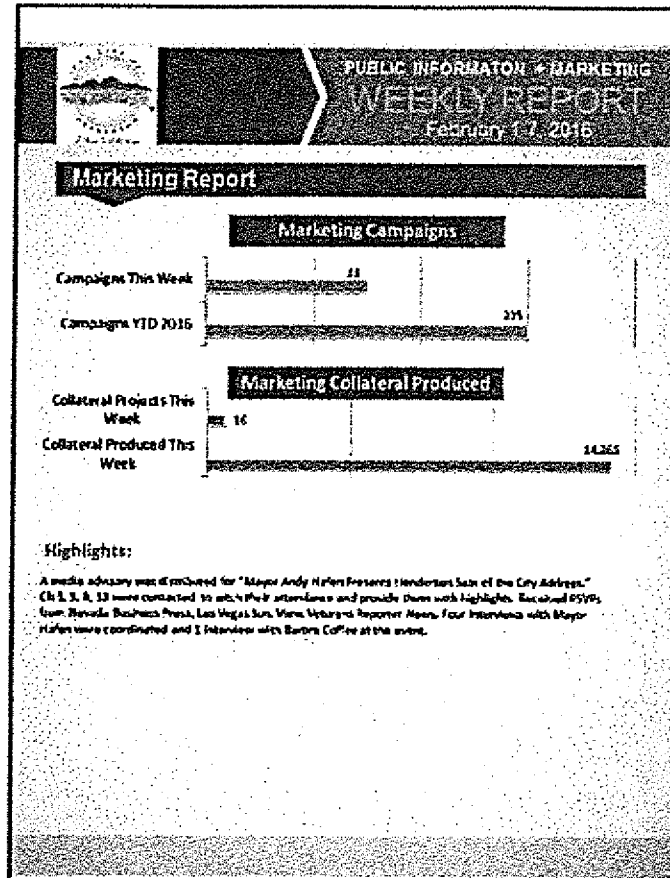 PUBLIC INFORMATON + MARKETING
WEEKLY REPORT
February 1-7, 2016
Marketing Report
Marketing Campaigns
Campaigns This Week
Campaigns YTD 2016
Marketing Collateral Produced
Collateral Projects This
Week
16
Collateral Produced This
Week
14,265
Highlights:
A media advisory was distributed for "Mayor Andy Hafen Presents Henderson State of the City Address."
Ch 3, 5, 8, 13 were contacted to their attendance and provide them with highlights. Received RSVPs
from Nevada Business Press, Las Vegas Sun, View, Veterans Reporter News. Four interviews with Mayor
Hafen were coordinated and 1 interview with Barbra Coffee at the event.